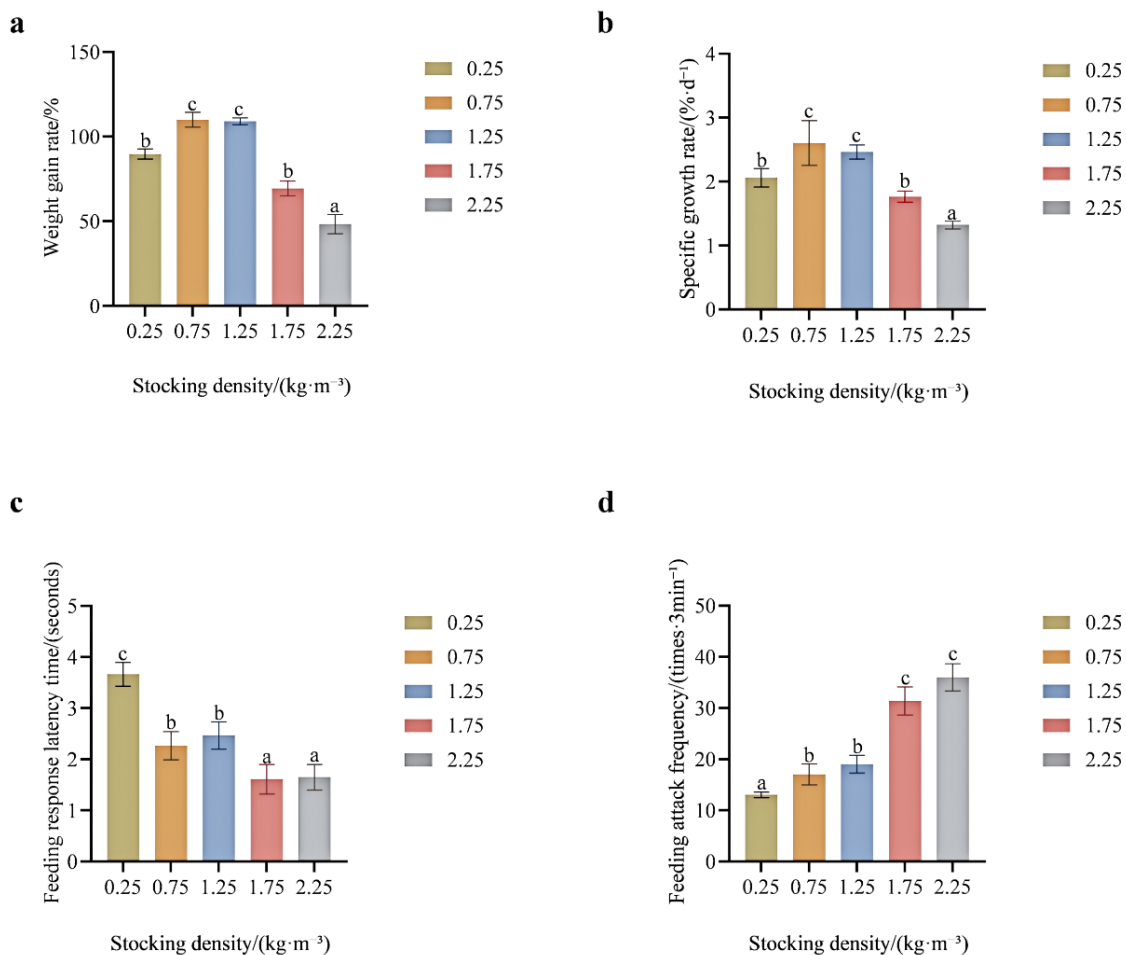 a
Weight gain rate/%
150
100
50
0
b
c
c
b
a
0.25
0.75
1.25
1.75
2.25
Stocking density/(kg·m⁻³)
0.25
0.75
1.25
1.75
2.25
b
Specific growth rate/(%·d⁻¹)
4
3
2
1
0
b
c
c
b
a
0.25
0.75
1.25
1.75
2.25
Stocking density/(kg·m⁻³)
0.25
0.75
1.25
1.75
2.25
c
Feeding response latency time/(seconds)
5
4
3
2
1
0
c
b
b
a
a
0.25
0.75
1.25
1.75
2.25
Stocking density/(kg·m⁻³)
0.25
0.75
1.25
1.75
2.25
d
Feeding attack frequency/(times·3min⁻¹)
50
40
30
20
10
0
a
b
b
c
c
0.25
0.75
1.25
1.75
2.25
Stocking density/(kg·m⁻³)
0.25
0.75
1.25
1.75
2.25